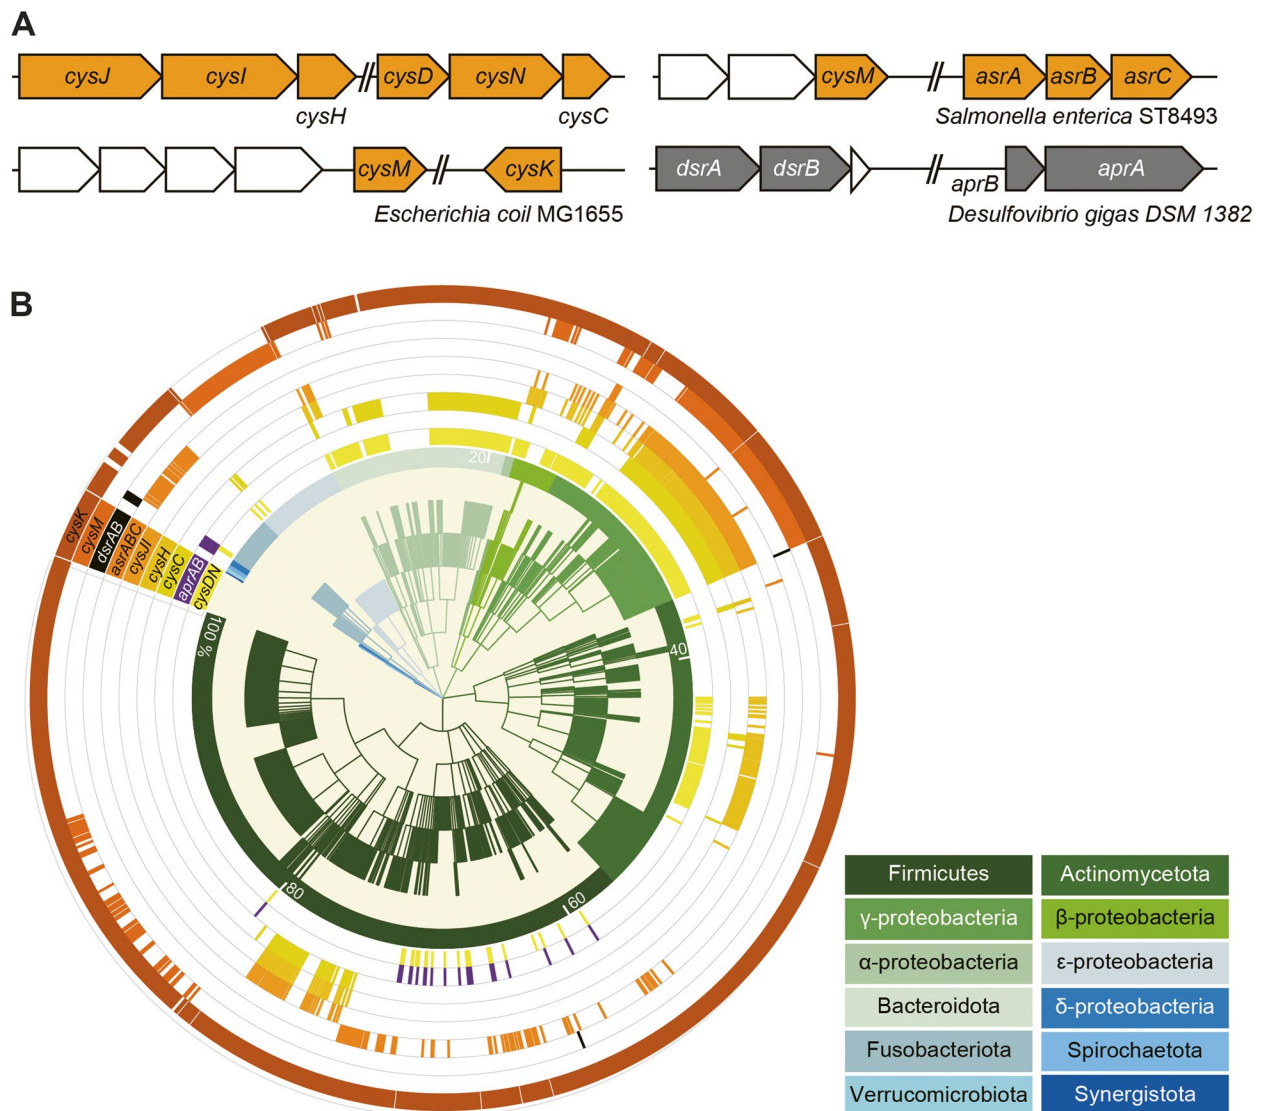 A
cysJ cysI cysD cysN cysM asrA asrB asrC
cysH cysC Salmonella enterica ST8493
cysM cysK dsrA dsrB aprB aprA
Escherichia coil MG1655 Desulfovibrio gigas DSM 1382
B
20
40
60
80
100 %
cysK
cysM
dsrAB
asrABC
cysJI
cysH
cysC
aprAB
cysDN
Firmicutes Actinomycetota
γ-proteobacteria β-proteobacteria
α-proteobacteria ε-proteobacteria
Bacteroidota δ-proteobacteria
Fusobacteriota Spirochaetota
Verrucomicrobiota Synergistota